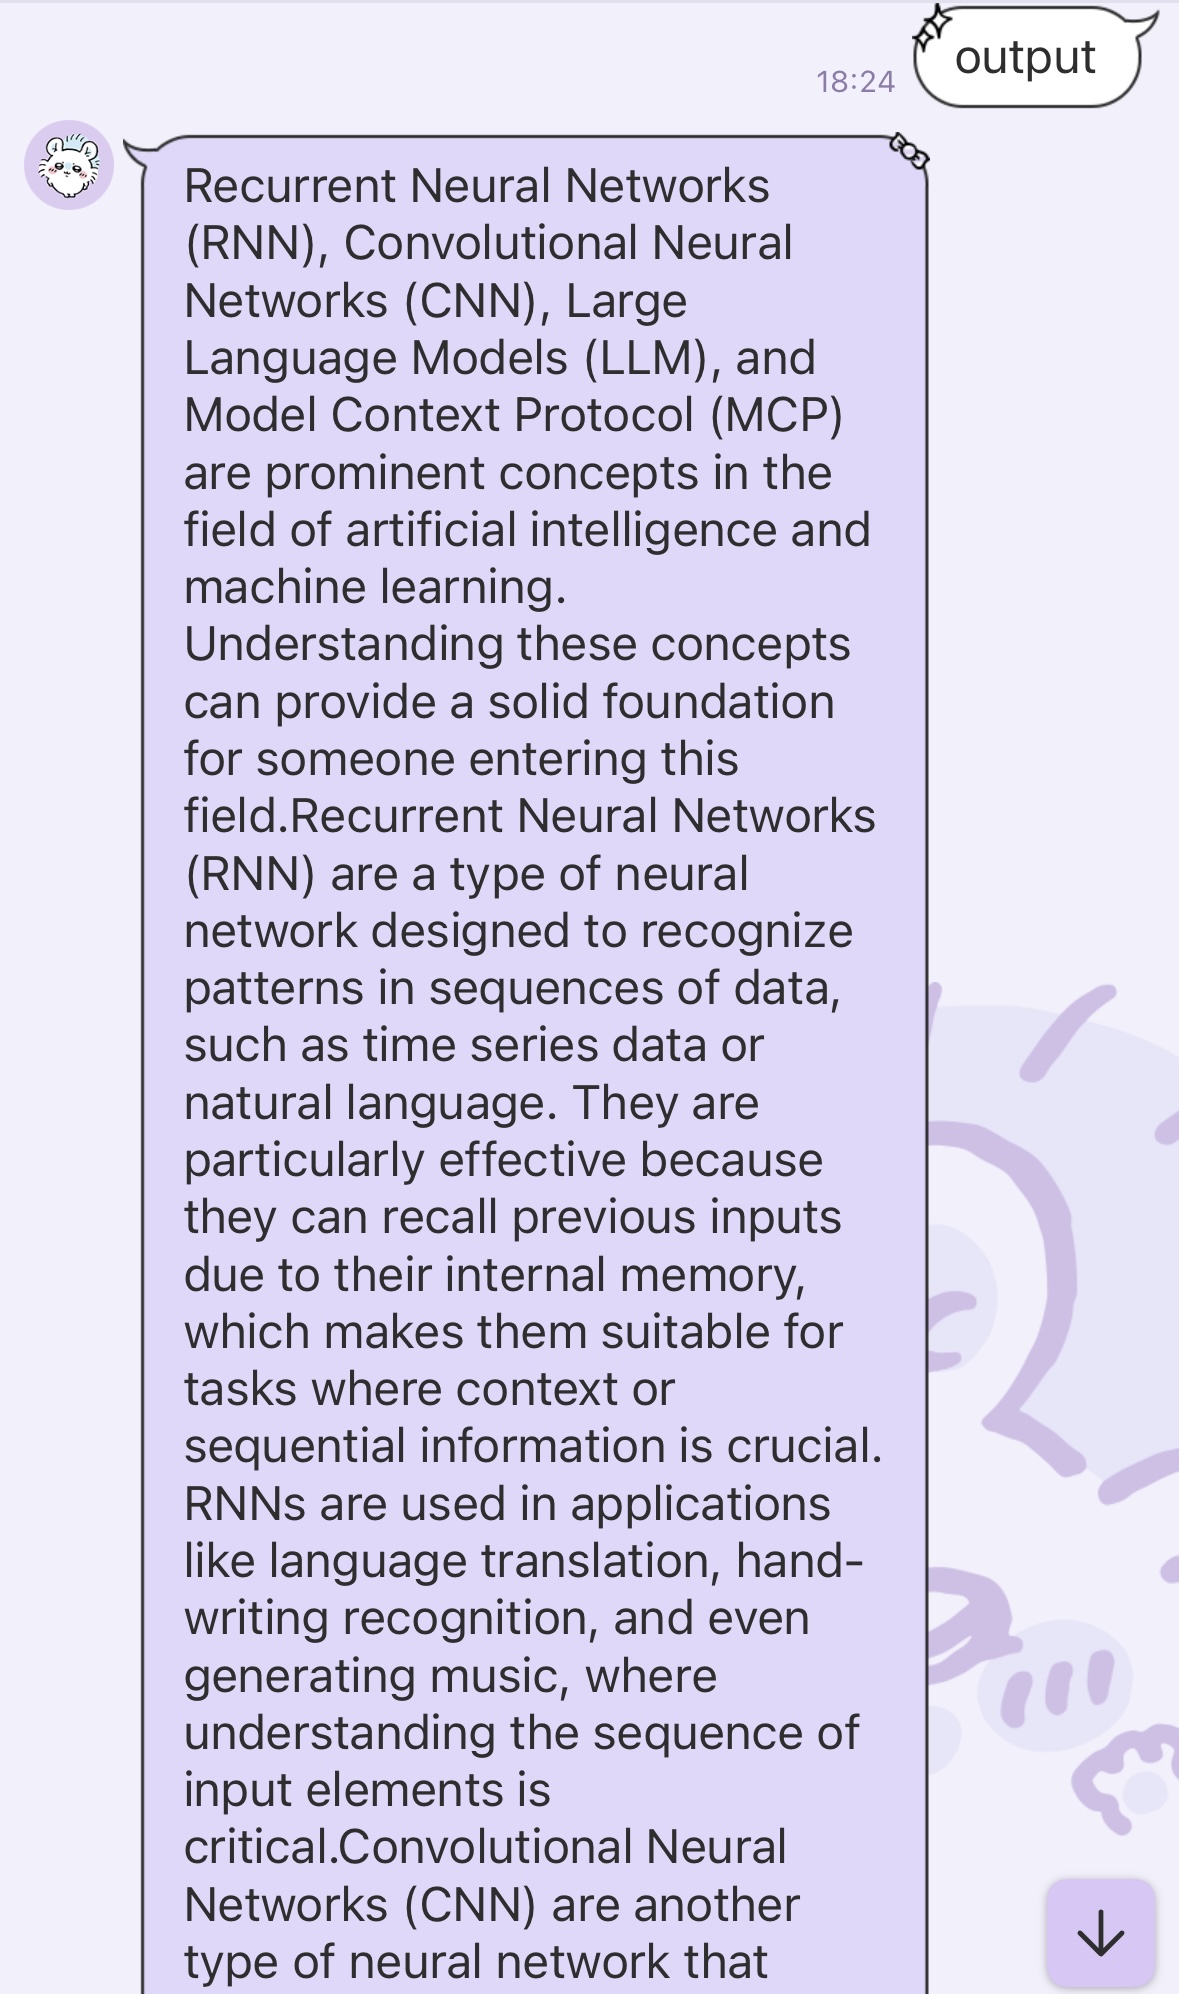 output
18:24
Recurrent Neural Networks
(RNN), Convolutional Neural
Networks (CNN), Large
Language Models (LLM), and
Model Context Protocol (MCP)
are prominent concepts in the
field of artificial intelligence and
machine learning.
Understanding these concepts
can provide a solid foundation
for someone entering this
field.Recurrent Neural Networks
(RNN) are a type of neural
network designed to recognize
patterns in sequences of data,
such as time series data or
natural language. They are
particularly effective because
they can recall previous inputs
due to their internal memory,
which makes them suitable for
tasks where context or
sequential information is crucial.
RNNs are used in applications
like language translation, hand-
writing recognition, and even
generating music, where
understanding the sequence of
input elements is
critical.Convolutional Neural
Networks (CNN) are another
type of neural network that